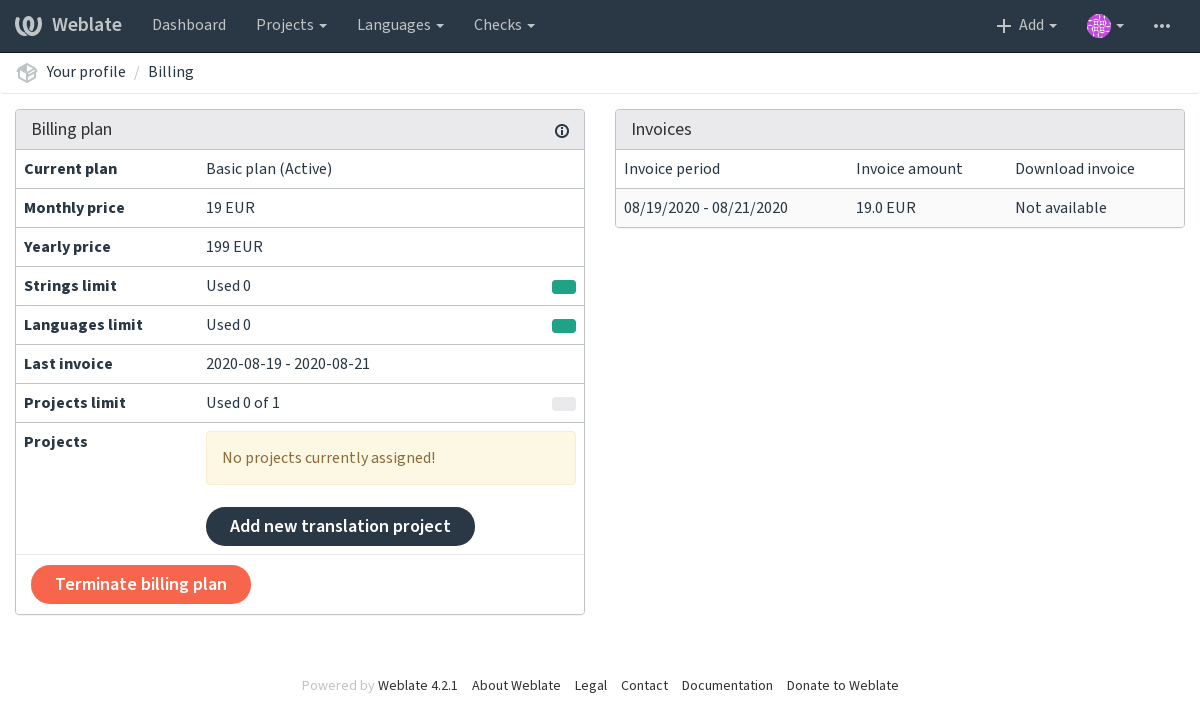 Weblate Dashboard Projects Languages Checks Add
Your profile / Billing
Billing plan
Current plan Basic plan (Active)
Monthly price 19 EUR
Yearly price 199 EUR
Strings limit Used 0
Languages limit Used 0
Last invoice 2020-08-19 - 2020-08-21
Projects limit Used 0 of 1
Projects No projects currently assigned!
Add new translation project
Terminate billing plan
Invoices
Invoice period Invoice amount Download invoice
08/19/2020 - 08/21/2020 19.0 EUR Not available
Powered by Weblate 4.2.1 About Weblate Legal Contact Documentation Donate to Weblate